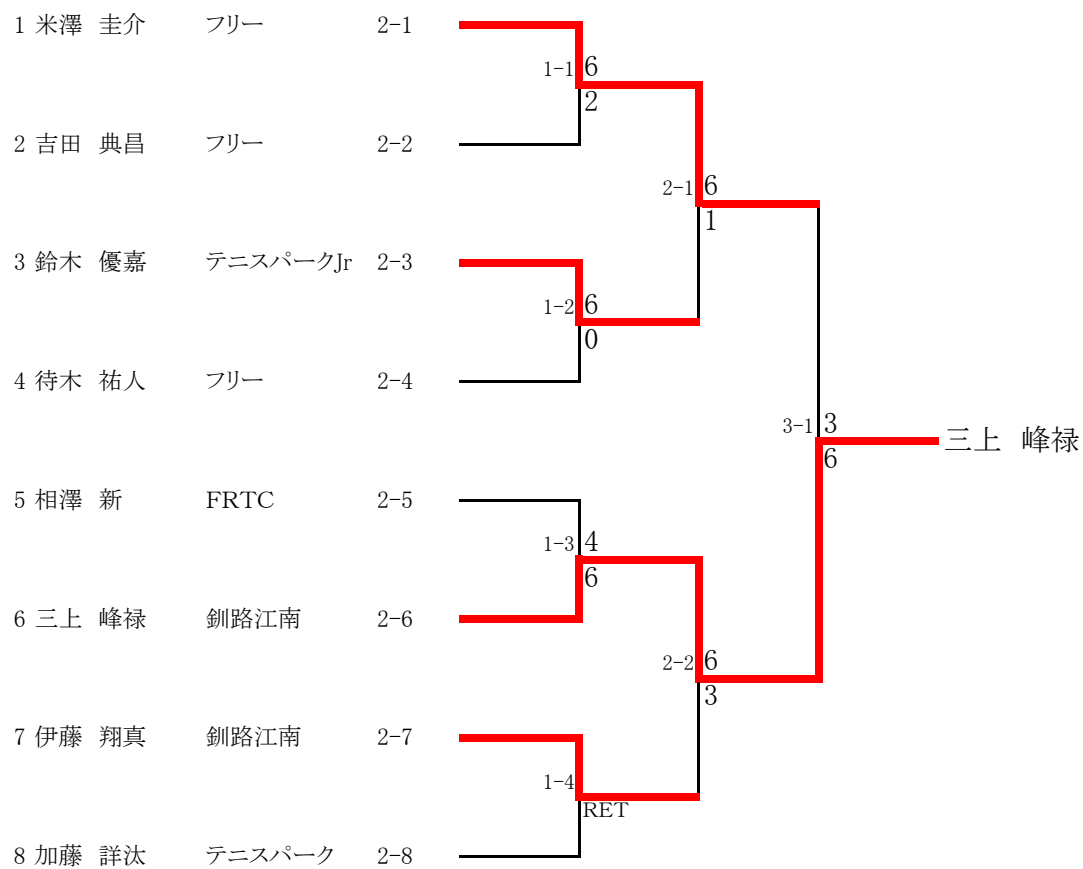 1 米澤 圭介 フリー 2-1
1-1 6
2
2 吉田 典昌 フリー 2-2
2-1 6
1
3 鈴木 優嘉 テニスパークJr 2-3
1-2 6
0
4 待木 祐人 フリー 2-4
3-1 3
三上 峰禄
6
5 相澤 新 FRTC 2-5
1-3 4
6
6 三上 峰禄 釧路江南 2-6
2-2 6
3
7 伊藤 翔真 釧路江南 2-7
1-4
RET
8 加藤 詳汰 テニスパーク 2-8